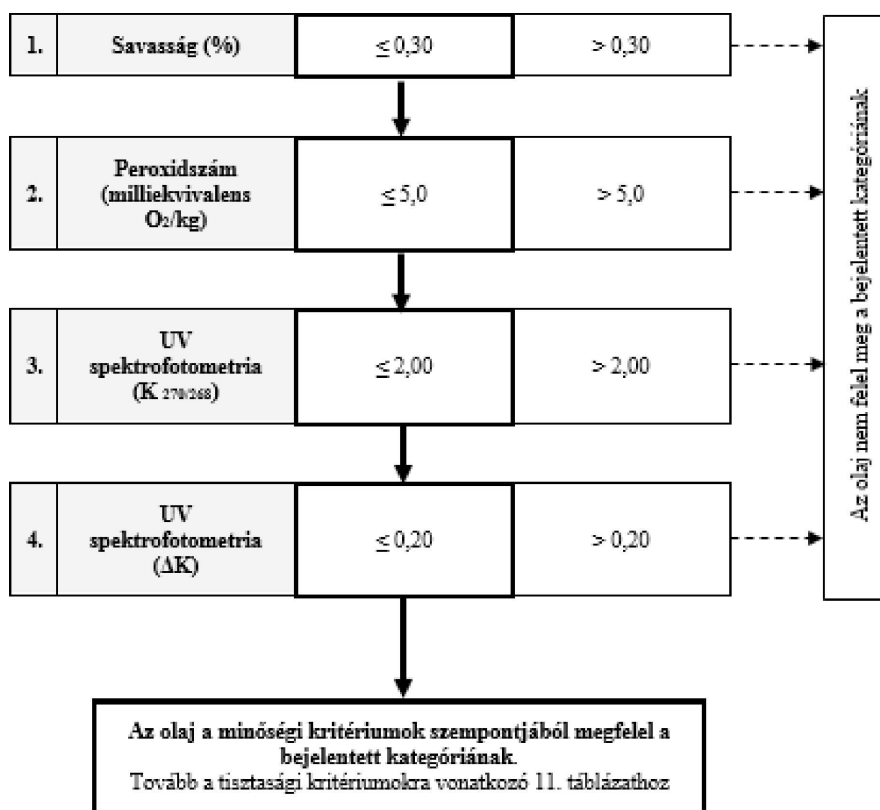 1. Savasság (%) ≤ 0,30 > 0,30
2. Peroxidszám
(milliekvivalens
O₂/kg) ≤ 5,0 > 5,0
3. UV
spektrofotometria
(K 270/268) ≤ 2,00 > 2,00
4. UV
spektrofotometria
(ΔK) ≤ 0,20 > 0,20
Az olaj nem felel meg a bejelentett kategóriának
Az olaj a minőségi kritériumok szempontjából megfelel a
bejelentett kategóriának.
Tovább a tisztasági kritériumokra vonatkozó 11. táblázathoz